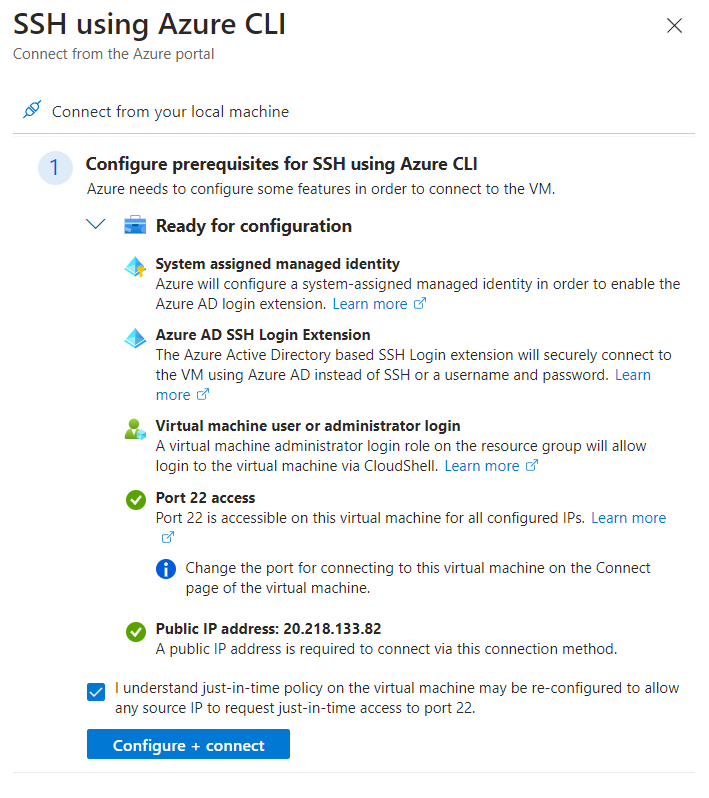 SSH using Azure CLI
Connect from the Azure portal
Connect from your local machine
1
Configure prerequisites for SSH using Azure CLI
Azure needs to configure some features in order to connect to the VM.
Ready for configuration
System assigned managed identity
Azure will configure a system-assigned managed identity in order to enable the
Azure AD login extension. Learn more
Azure AD SSH Login Extension
The Azure Active Directory based SSH Login extension will securely connect to
the VM using Azure AD instead of SSH or a username and password. Learn
more
Virtual machine user or administrator login
A virtual machine administrator login role on the resource group will allow
login to the virtual machine via CloudShell. Learn more
Port 22 access
Port 22 is accessible on this virtual machine for all configured IPs. Learn more
Change the port for connecting to this virtual machine on the Connect
page of the virtual machine.
Public IP address: 20.218.133.82
A public IP address is required to connect via this connection method.
I understand just-in-time policy on the virtual machine may be re-configured to allow
any source IP to request just-in-time access to port 22.
Configure + connect